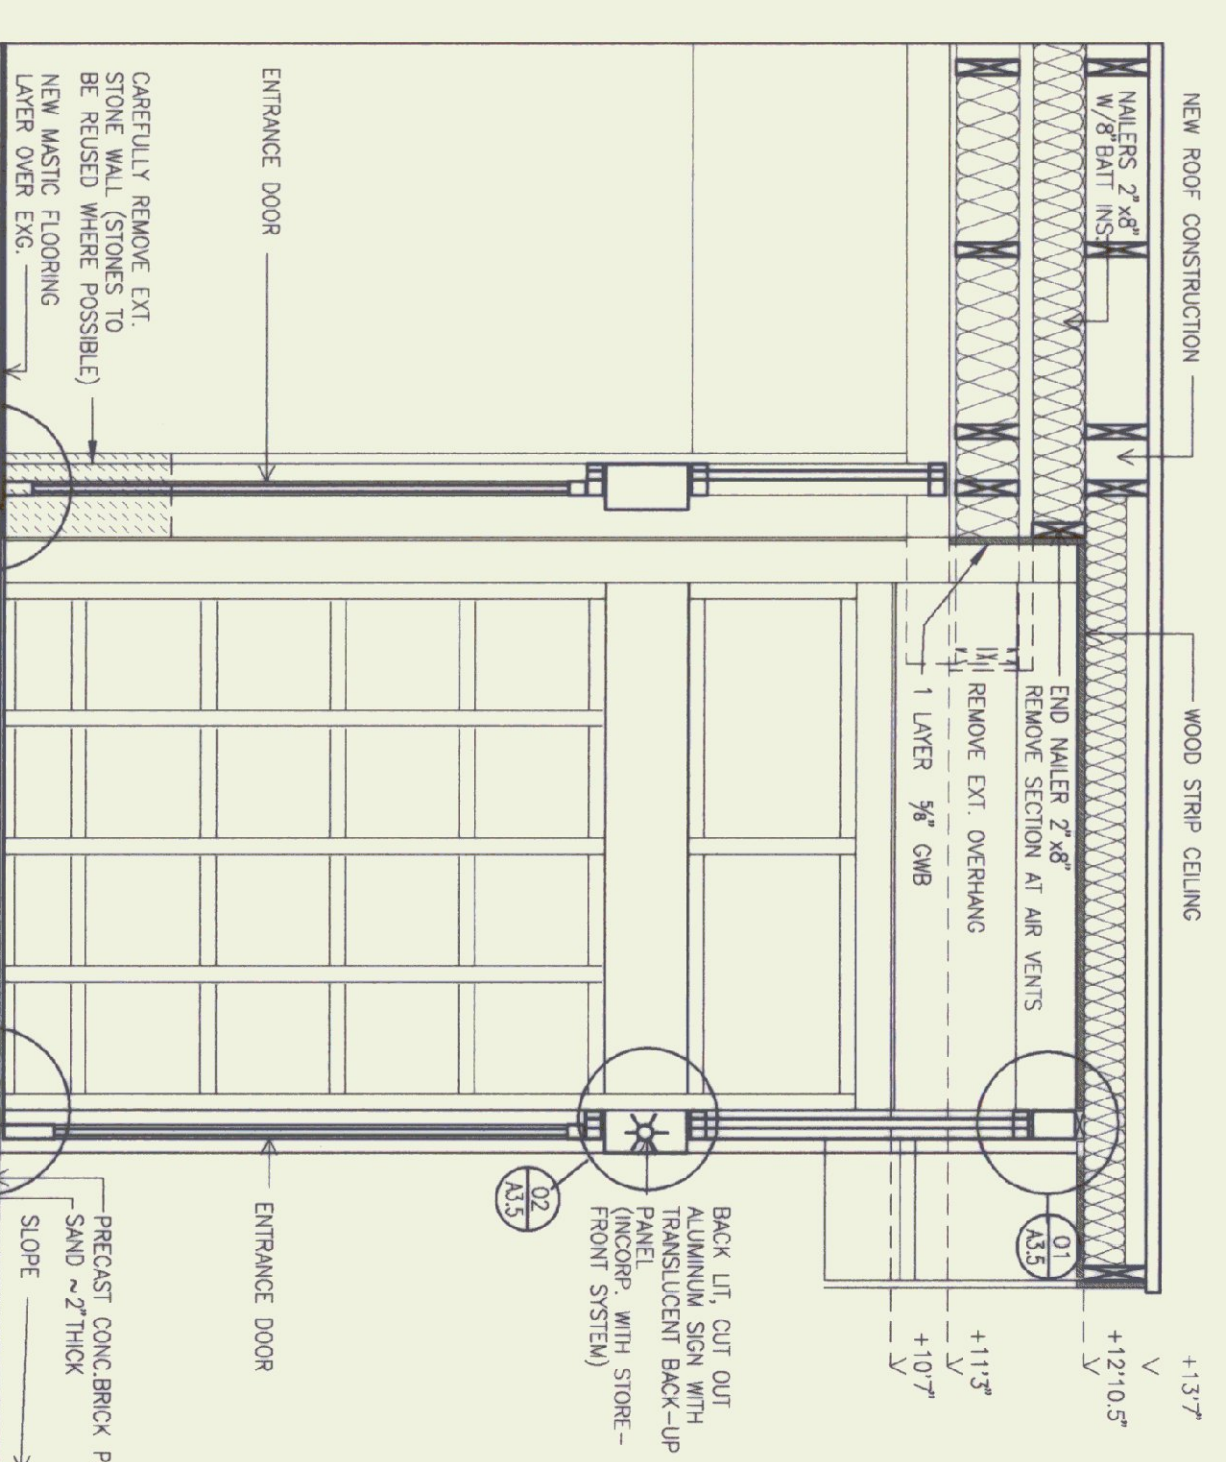 NEW ROOF CONSTRUCTION
NAILERS 2"x8"
W/8"BATT INS.
WOOD STRIP CEILING
+13'7"
+12'10.5"
+11'3"
+10'7"
END NAILER 2"x8"
REMOVE SECTION AT AIR VENTS
REMOVE EXT. OVERHANG
1 LAYER 5/8" GWB
01
A3.5
ENTRANCE DOOR
BACK LIT, CUT OUT
ALUMINUM SIGN WITH
TRANSLUCENT BACK-UP
PANEL
(INCORP. WITH STORE-
FRONT SYSTEM)
02
A3.5
ENTRANCE DOOR
CAREFULLY REMOVE EXT.
STONE WALL (STONES TO
BE REUSED WHERE POSSIBLE)
NEW MASTIC FLOORING
LAYER OVER EXG.
PRECAST CONC.BRICK P
SAND ~2"THICK
SLOPE